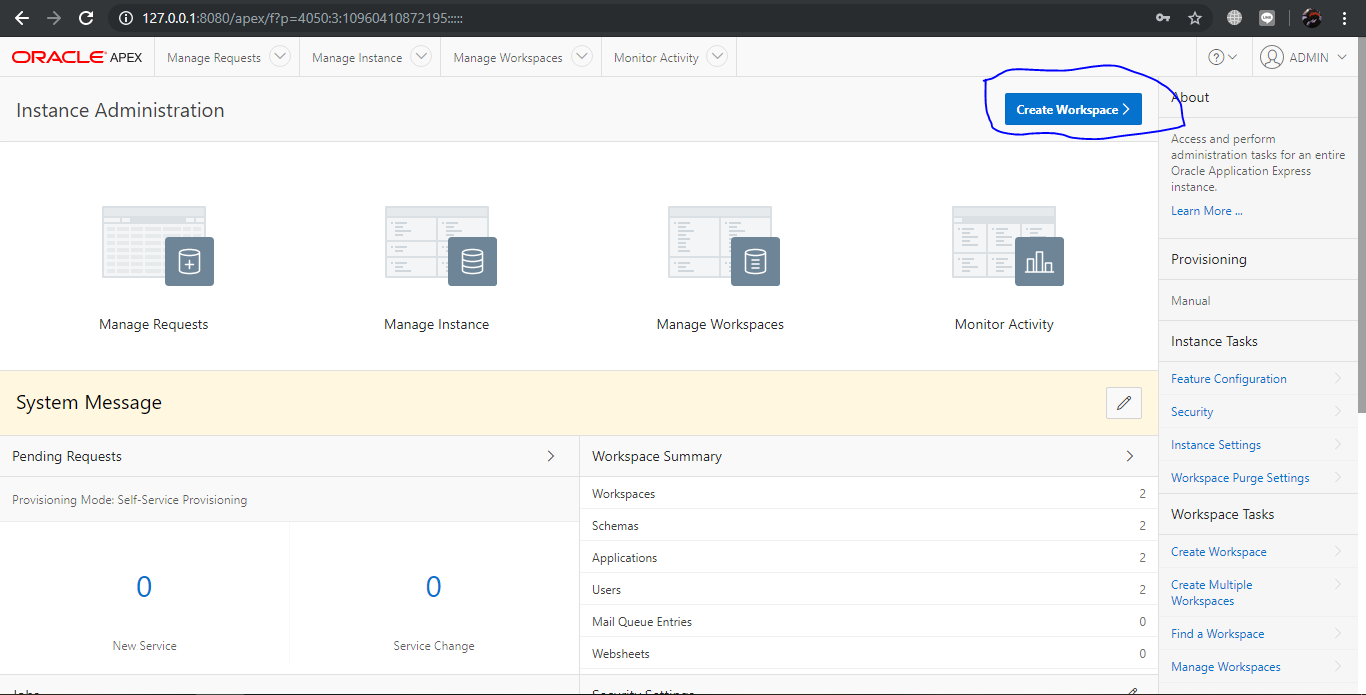 127.0.0.1:8080/apex/f?p=4050:3:10960410872195:::::
ORACLE APEX
Manage Requests
Manage Instance
Manage Workspaces
Monitor Activity
ADMIN
Instance Administration
Create Workspace
About
Access and perform
administration tasks for an entire
Oracle Application Express
instance.
Learn More ...
Manage Requests
Manage Instance
Manage Workspaces
Monitor Activity
Provisioning
Manual
Instance Tasks
Feature Configuration
Security
Instance Settings
Workspace Purge Settings
Workspace Tasks
Create Workspace
Create Multiple
Workspaces
Find a Workspace
Manage Workspaces
System Message
Pending Requests
Provisioning Mode: Self-Service Provisioning
0
New Service
0
Service Change
Workspace Summary
Workspaces 2
Schemas 2
Applications 2
Users 2
Mail Queue Entries 0
Websheets 0
Jobs
Security Settings